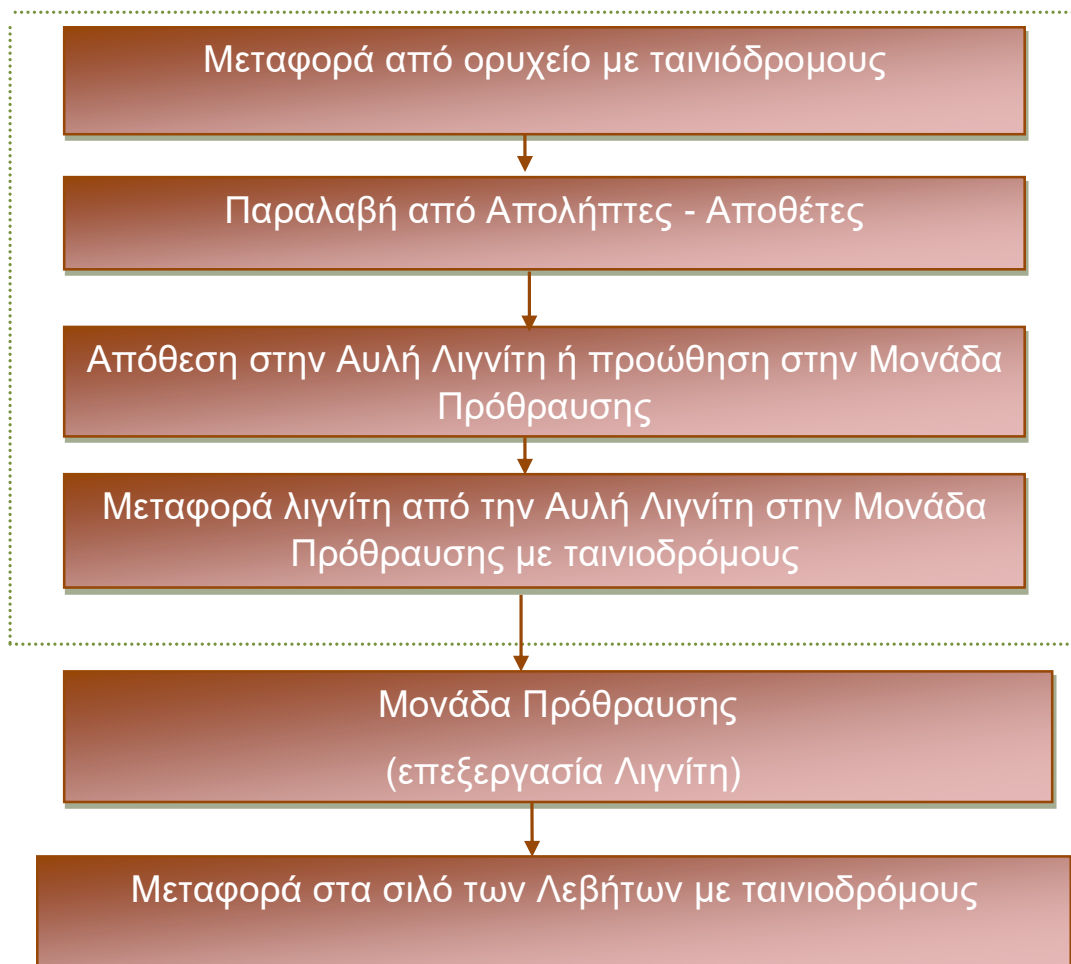 Μεταφορά από ορυχείο με ταινιόδρομους
Παραλαβή από Απολήπτες - Αποθέτες
Απόθεση στην Αυλή Λιγνίτη ή προώθηση στην Μονάδα
Πρόθραυσης
Μεταφορά λιγνίτη από την Αυλή Λιγνίτη στην Μονάδα
Πρόθραυσης με ταινιοδρόμους
Μονάδα Πρόθραυσης
(επεξεργασία Λιγνίτη)
Μεταφορά στα σιλό των Λεβήτων με ταινιοδρόμους